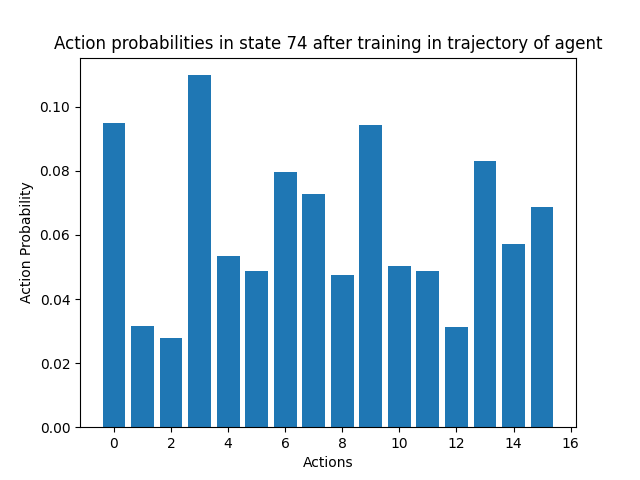 Action probabilities in state 74 after training in trajectory of agent
0.10
0.08
0.06
0.04
0.02
0.00
Action Probability
0 2 4 6 8 10 12 14 16
Actions